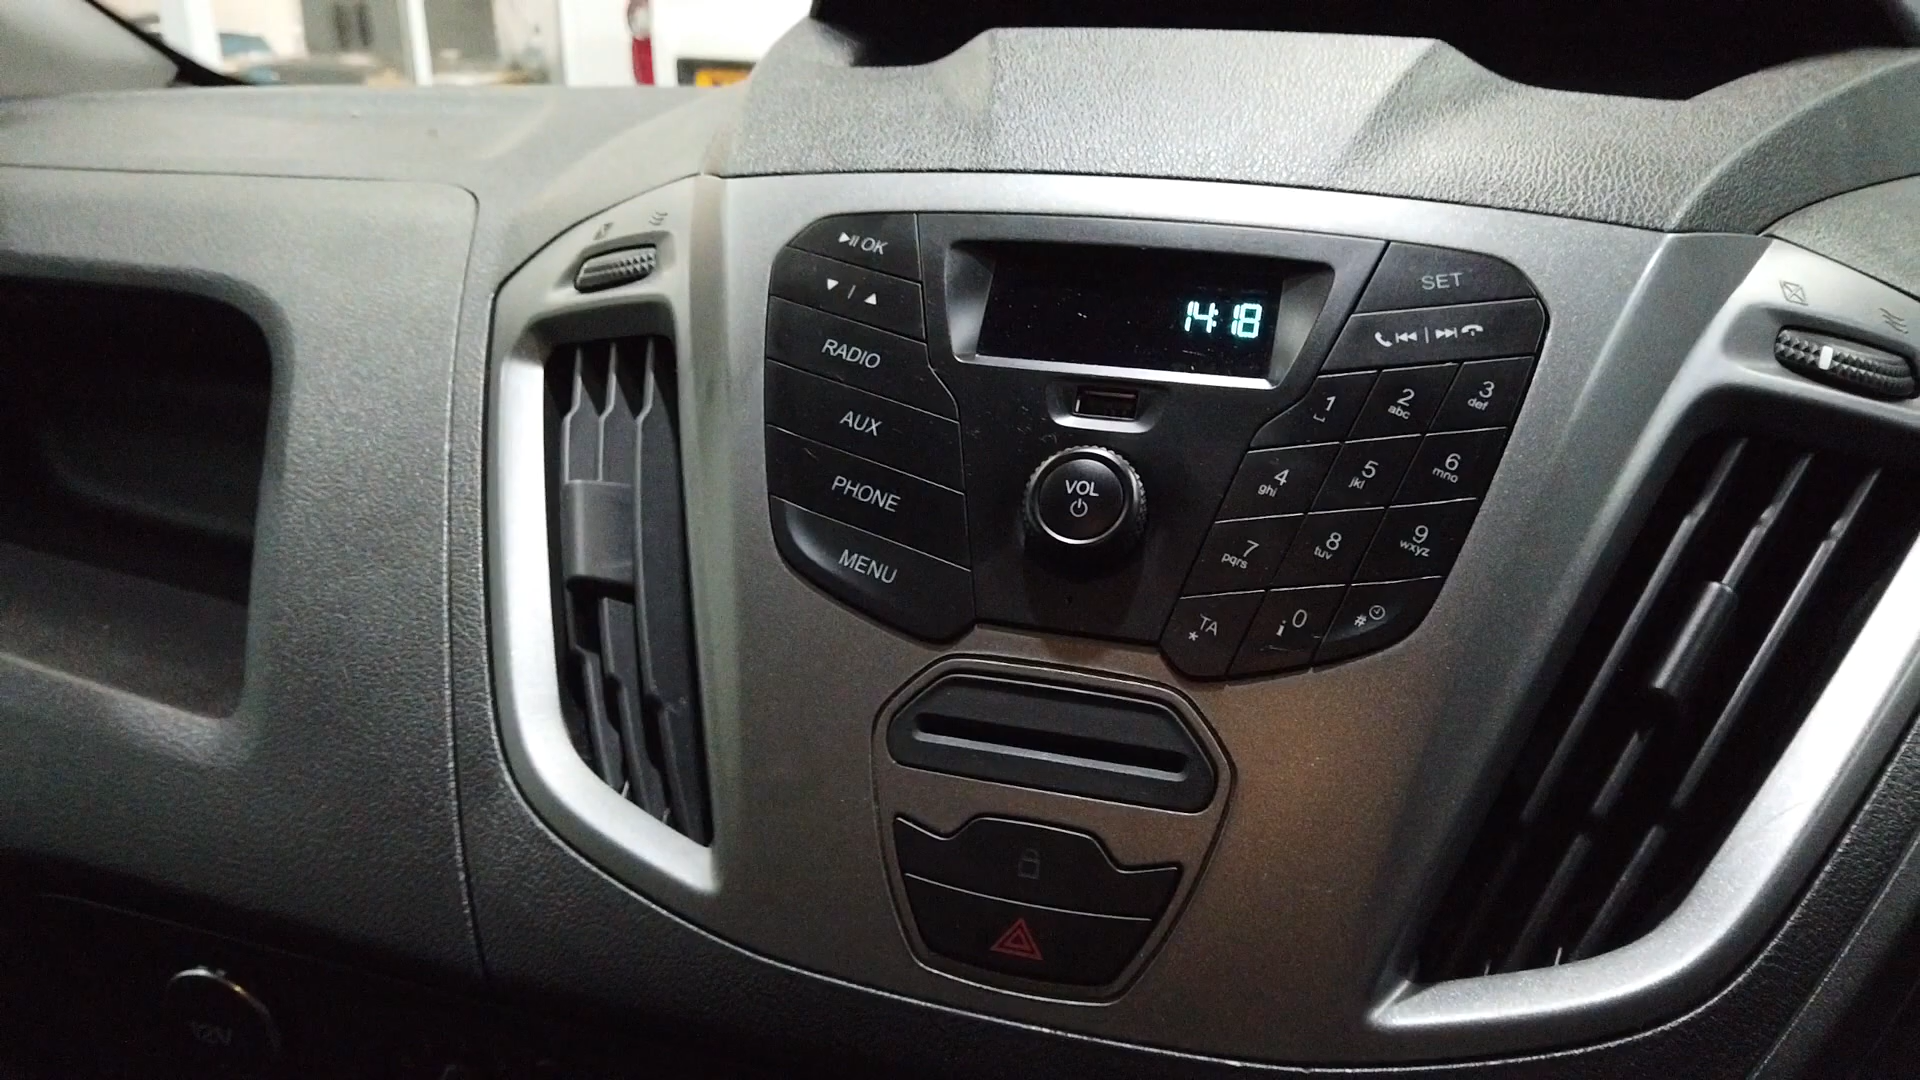 OK
14:18
SET
RADIO
AUX
PHONE
MENU
VOL
1
2 abc
3 def
4 ghi
5 jkl
6 mno
7 pqrs
8 tuv
9 wxyz
TA *
i 0
#
12V